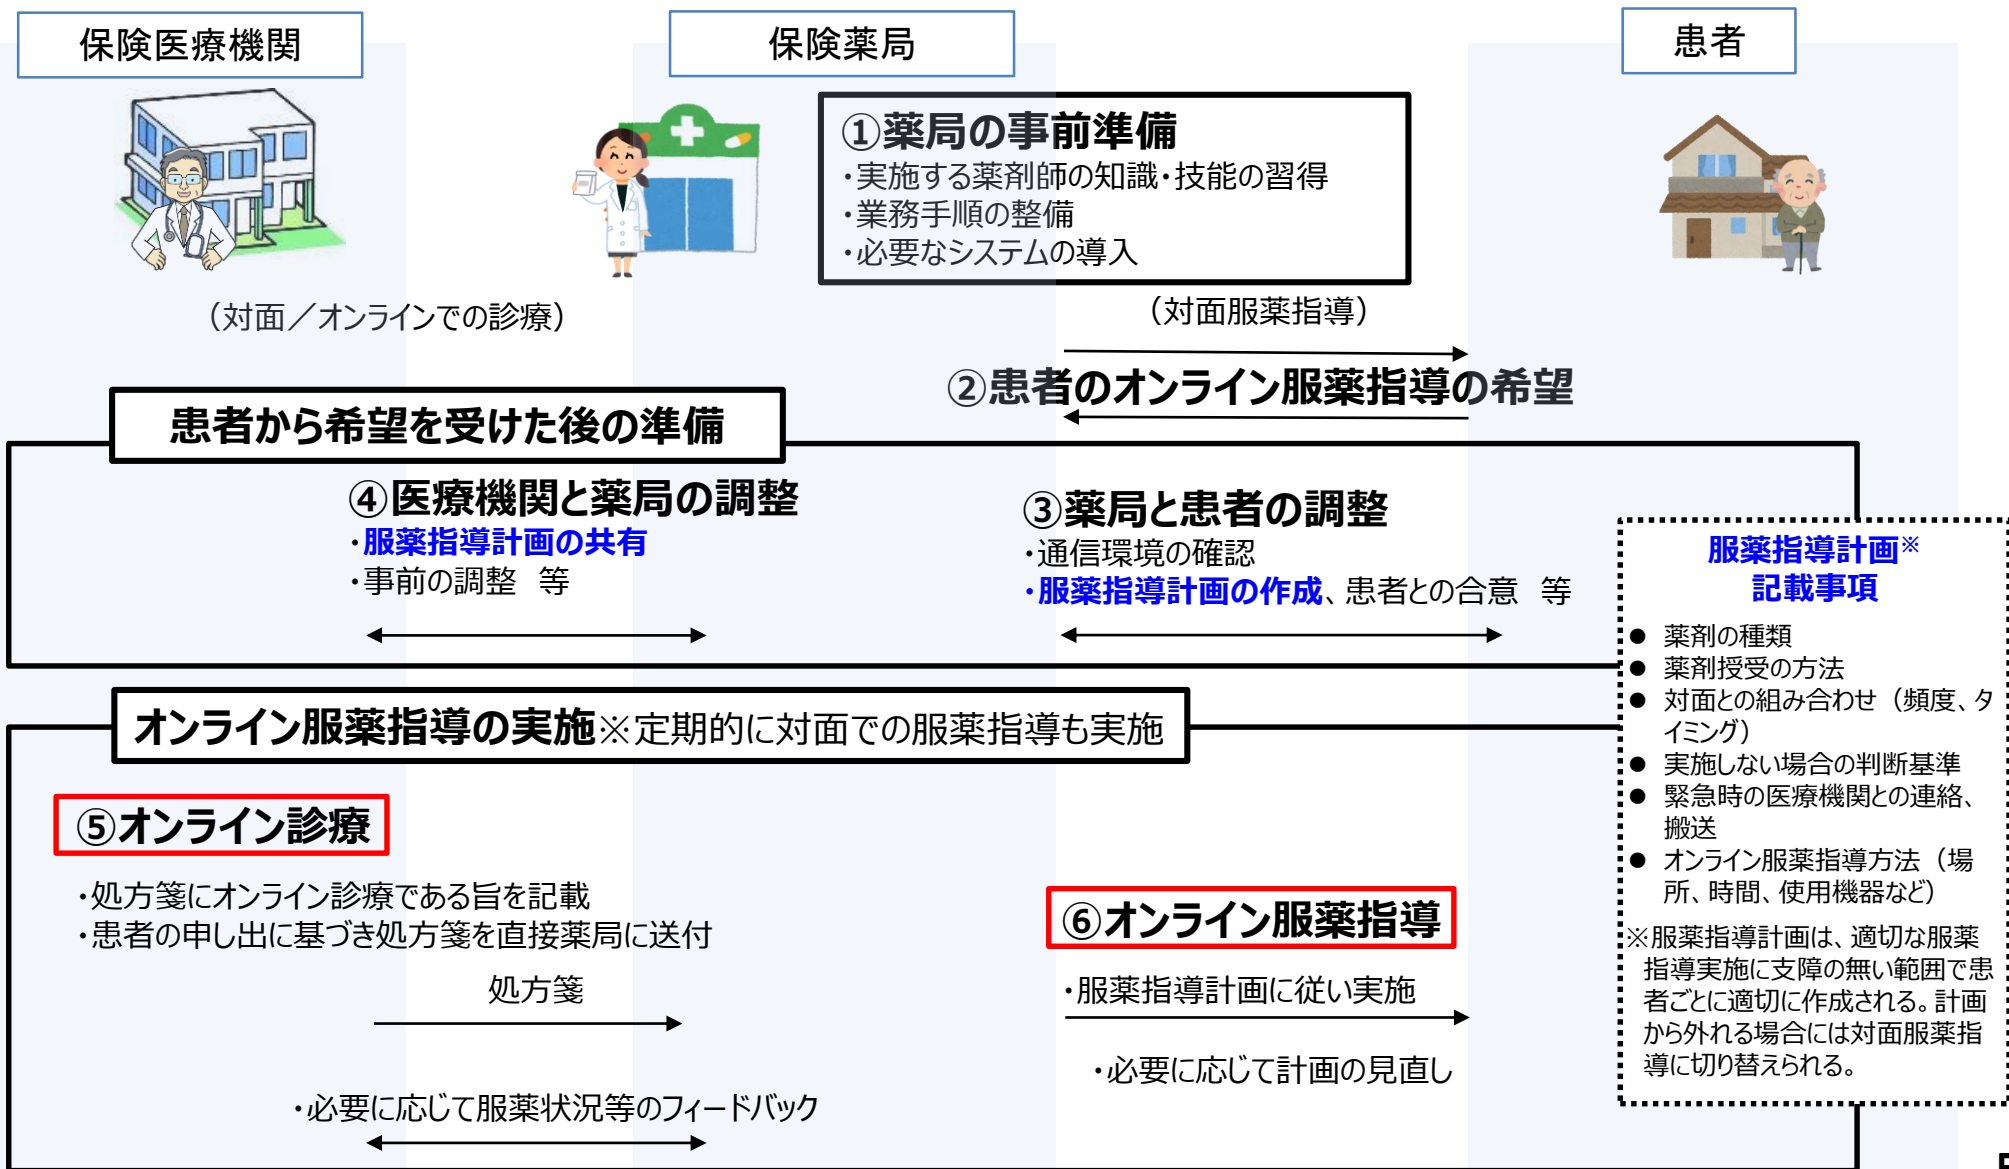 保険医療機関
保険薬局
患者
①薬局の事前準備
・実施する薬剤師の知識・技能の習得
・業務手順の整備
・必要なシステムの導入
（対面／オンラインでの診療）
（対面服薬指導）
②患者のオンライン服薬指導の希望
患者から希望を受けた後の準備
④医療機関と薬局の調整
・服薬指導計画の共有
・事前の調整　等
③薬局と患者の調整
・通信環境の確認
・服薬指導計画の作成、患者との合意　等
服薬指導計画※
記載事項
● 薬剤の種類
● 薬剤授受の方法
● 対面との組み合わせ（頻度、タ
イミング）
● 実施しない場合の判断基準
● 緊急時の医療機関との連絡、
搬送
● オンライン服薬指導方法（場
所、時間、使用機器など）
※服薬指導計画は、適切な服薬
指導実施に支障の無い範囲で患
者ごとに適切に作成される。計画
から外れる場合には対面服薬指
導に切り替えられる。
オンライン服薬指導の実施※定期的に対面での服薬指導も実施
⑤オンライン診療
・処方箋にオンライン診療である旨を記載
・患者の申し出に基づき処方箋を直接薬局に送付
処方箋
・必要に応じて服薬状況等のフィードバック
⑥オンライン服薬指導
・服薬指導計画に従い実施
・必要に応じて計画の見直し